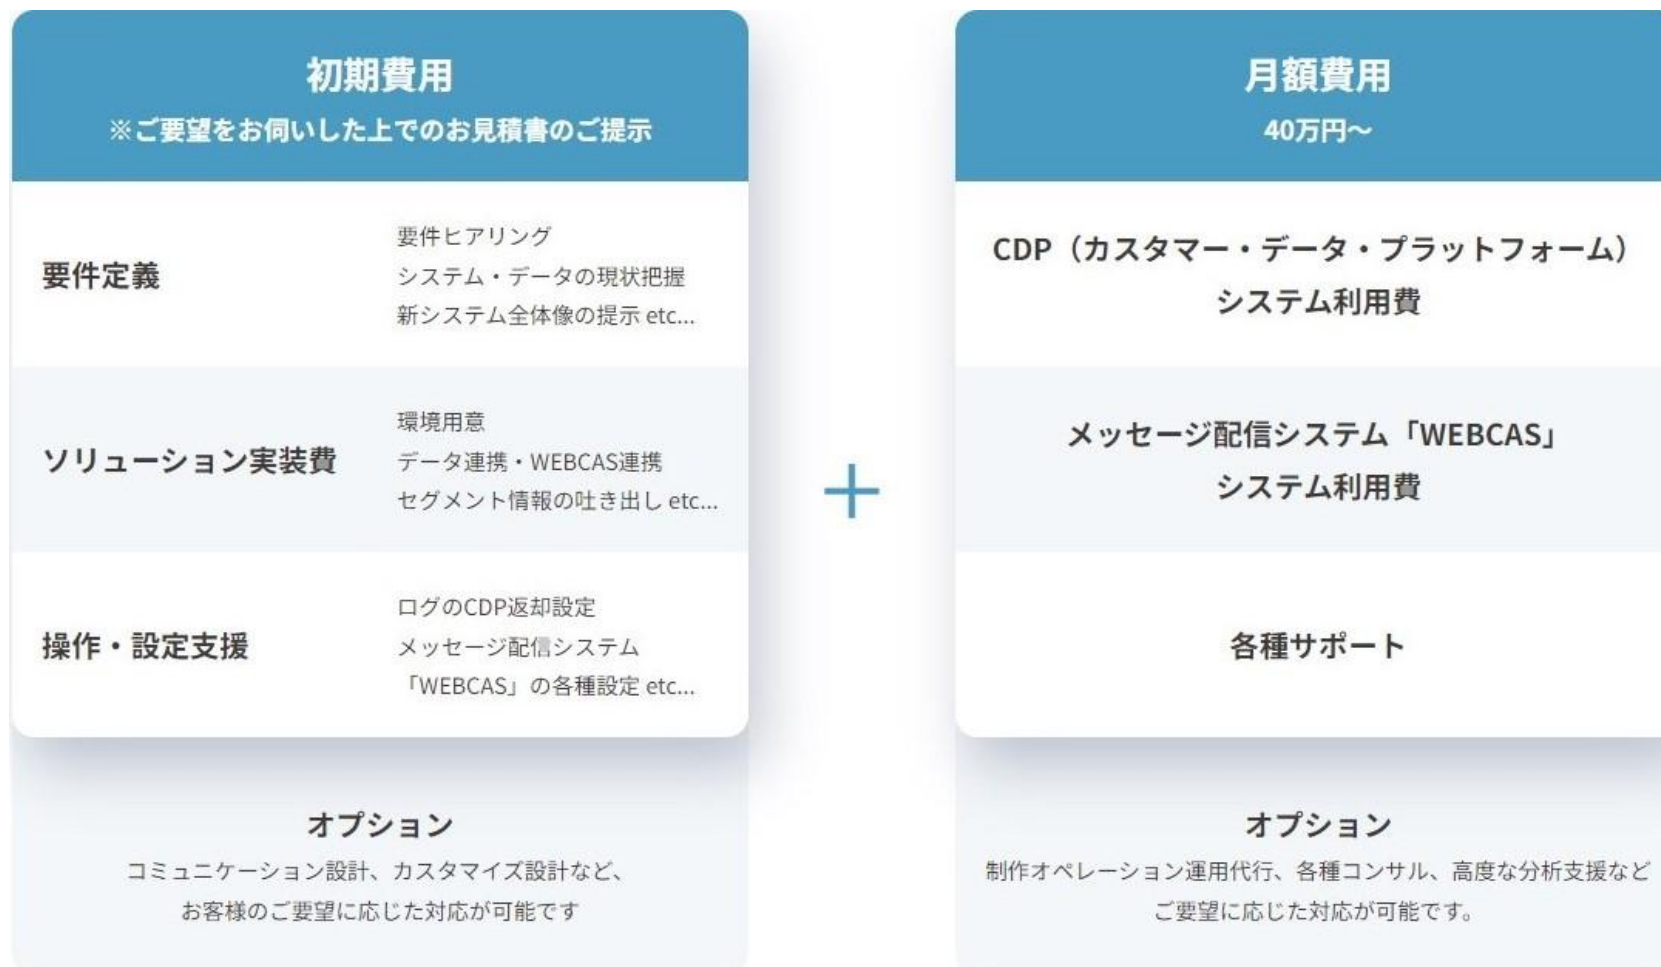 初期費用
※ご要望をお伺いした上でのお見積書のご提示
要件定義
要件ヒアリング
システム・データの現状把握
新システム全体像の提示 etc...
ソリューション実装費
環境用意
データ連携・WEBCAS連携
セグメント情報の吐き出し etc...
操作・設定支援
ログのCDP返却設定
メッセージ配信システム
「WEBCAS」の各種設定 etc...
オプション
コミュニケーション設計、カスタマイズ設計など、
お客様のご要望に応じた対応が可能です
＋
月額費用
40万円～
CDP（カスタマー・データ・プラットフォーム）
システム利用費
メッセージ配信システム「WEBCAS」
システム利用費
各種サポート
オプション
制作オペレーション運用代行、各種コンサル、高度な分析支援など
ご要望に応じた対応が可能です。